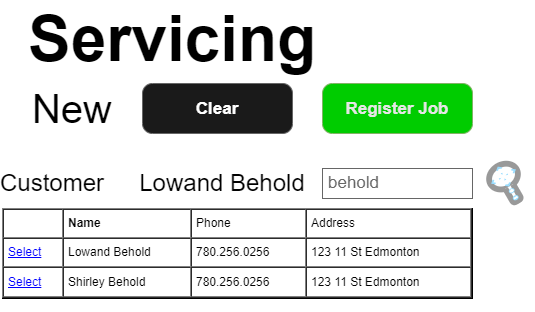 Servicing
New Clear Register Job
Customer Lowand Behold behold
Name Phone Address
Select Lowand Behold 780.256.0256 123 11 St Edmonton
Select Shirley Behold 780.256.0256 123 11 St Edmonton